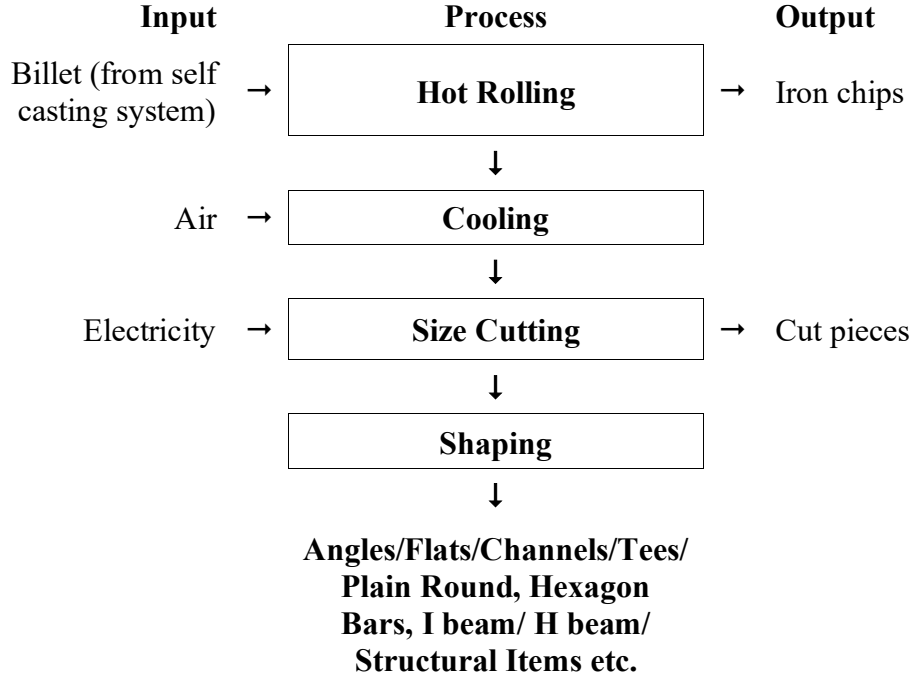 Input Process Output
Billet (from self
casting system) → Hot Rolling → Iron chips
↓
Air → Cooling
↓
Electricity → Size Cutting → Cut pieces
↓
Shaping
↓
Angles/Flats/Channels/Tees/
Plain Round, Hexagon
Bars, I beam/ H beam/
Structural Items etc.